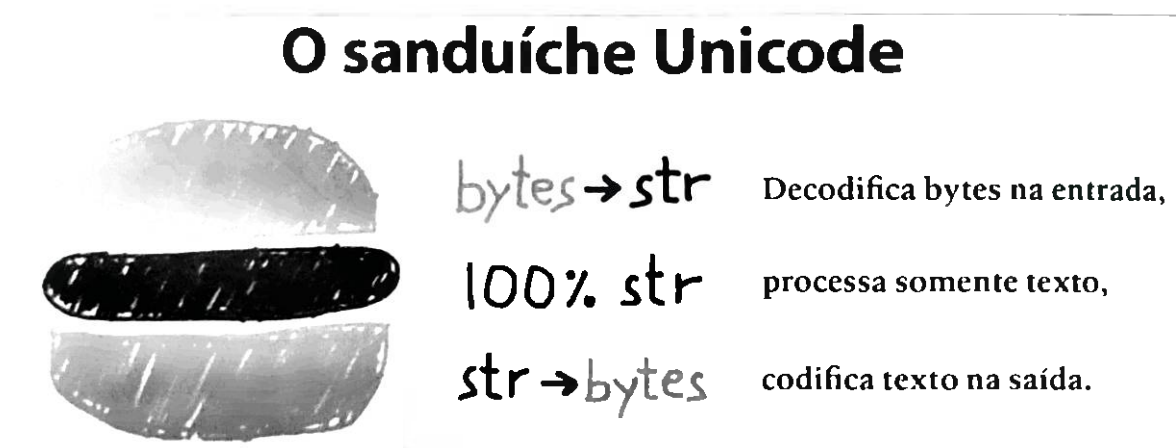 O sanduíche Unicode
bytes→str Decodifica bytes na entrada,
100% str processa somente texto,
str→bytes codifica texto na saída.